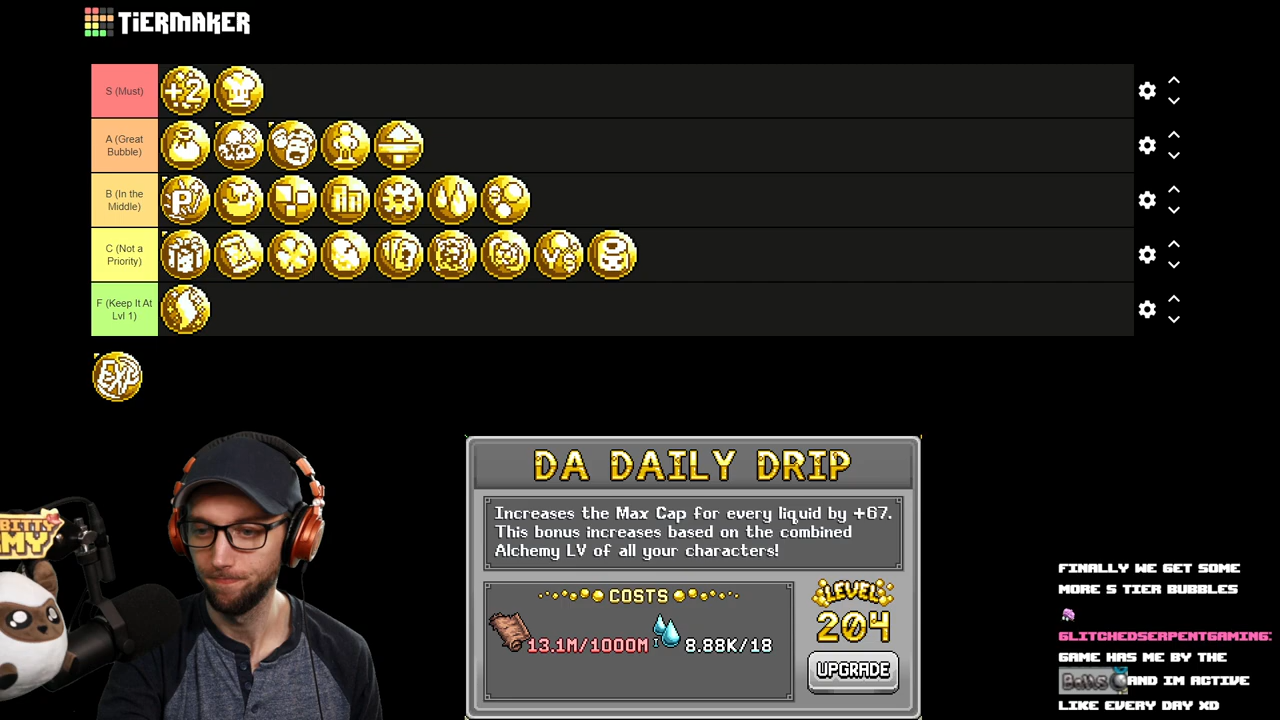 TIERMAKER
S (Must)
+2
A (Great
Bubble)
B (In the
Middle)
P
C (Not a
Priority)
F (Keep It At
Lvl 1)
EXP
DA DAILY DRIP
Increases the Max Cap for every liquid by +67.
This bonus increases based on the combined
Alchemy LV of all your characters!
COSTS
13.1M/1000M
8.88K/18
LEVEL
204
UPGRADE
BITTY
FINALLY WE GET SOME
MORE S TIER BUBBLES
GLITCHEDSERPENTGAMING:
GAME HAS ME BY THE
AND IM ACTIVE
LIKE EVERY DAY XD